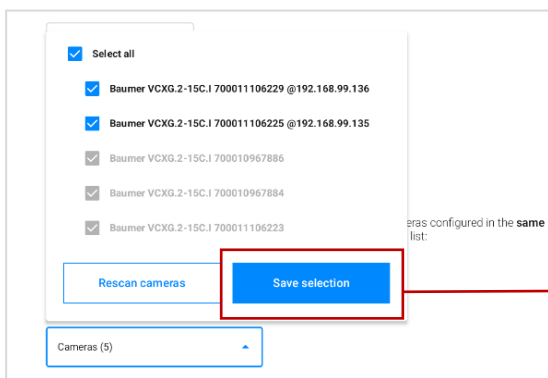 Select all
Baumer VCXG.2-15C.I 700011106229 @192.168.99.136
Baumer VCXG.2-15C.I 700011106225 @192.168.99.135
Baumer VCXG.2-15C.I 700010967886
Baumer VCXG.2-15C.I 700010967884
Baumer VCXG.2-15C.I 700011106223
eras configured in the same
list:
Rescan cameras
Save selection
Cameras (5)